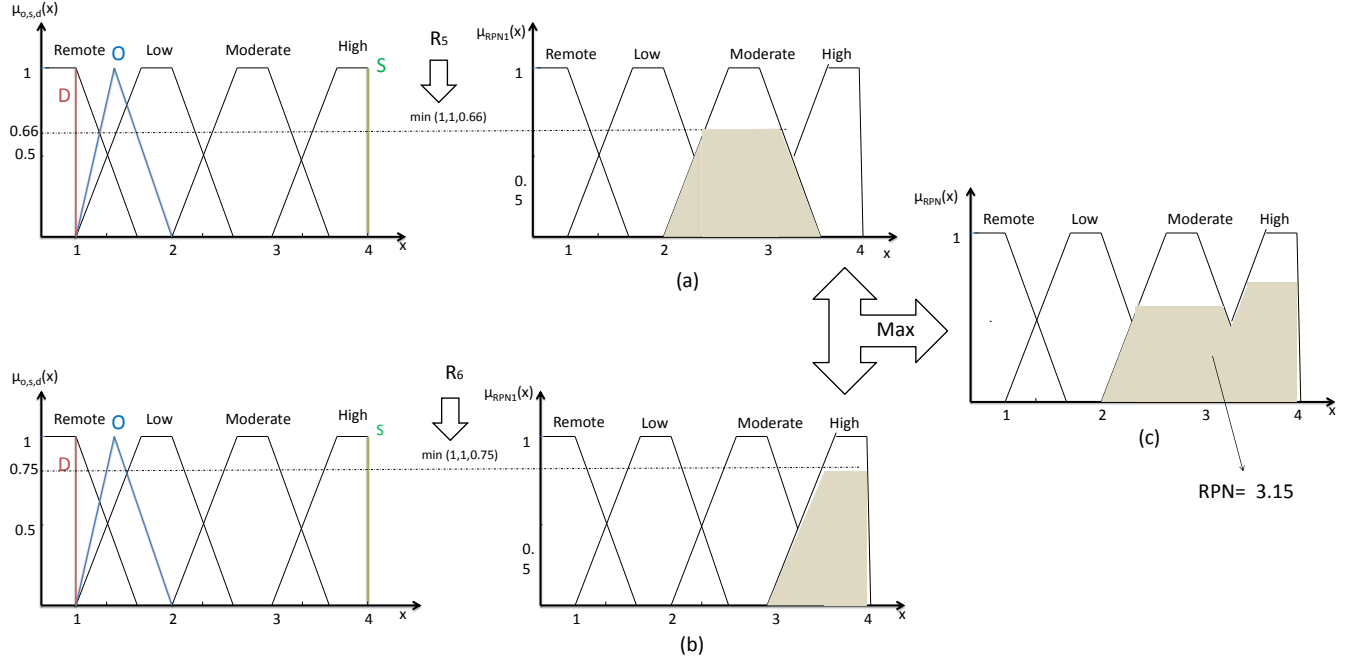 μo,s,d(x)
Remote O Low Moderate High S
1
D
0.66
0.5
1 2 3 4 x
R5
min (1,1,0.66)
μRPN1(x)
Remote Low Moderate High
1
0.
5
1 2 3 4 x
(a)
μo,s,d(x)
Remote O Low Moderate High S
1
D
0.75
0.5
1 2 3 4 x
R6
min (1,1,0.75)
μRPN1(x)
Remote Low Moderate High
1
0.
5
1 2 3 4 x
(b)
Max
μRPN(x)
Remote Low Moderate High
1
1 2 3 4 x
(c)
RPN= 3.15